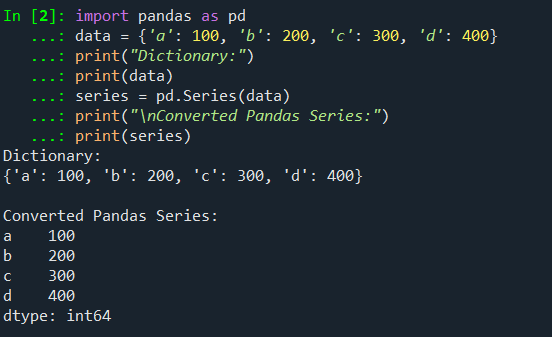 In [2]: import pandas as pd
   ...: data = {'a': 100, 'b': 200, 'c': 300, 'd': 400}
   ...: print("Dictionary:")
   ...: print(data)
   ...: series = pd.Series(data)
   ...: print("\nConverted Pandas Series:")
   ...: print(series)
Dictionary:
{'a': 100, 'b': 200, 'c': 300, 'd': 400}

Converted Pandas Series:
a    100
b    200
c    300
d    400
dtype: int64